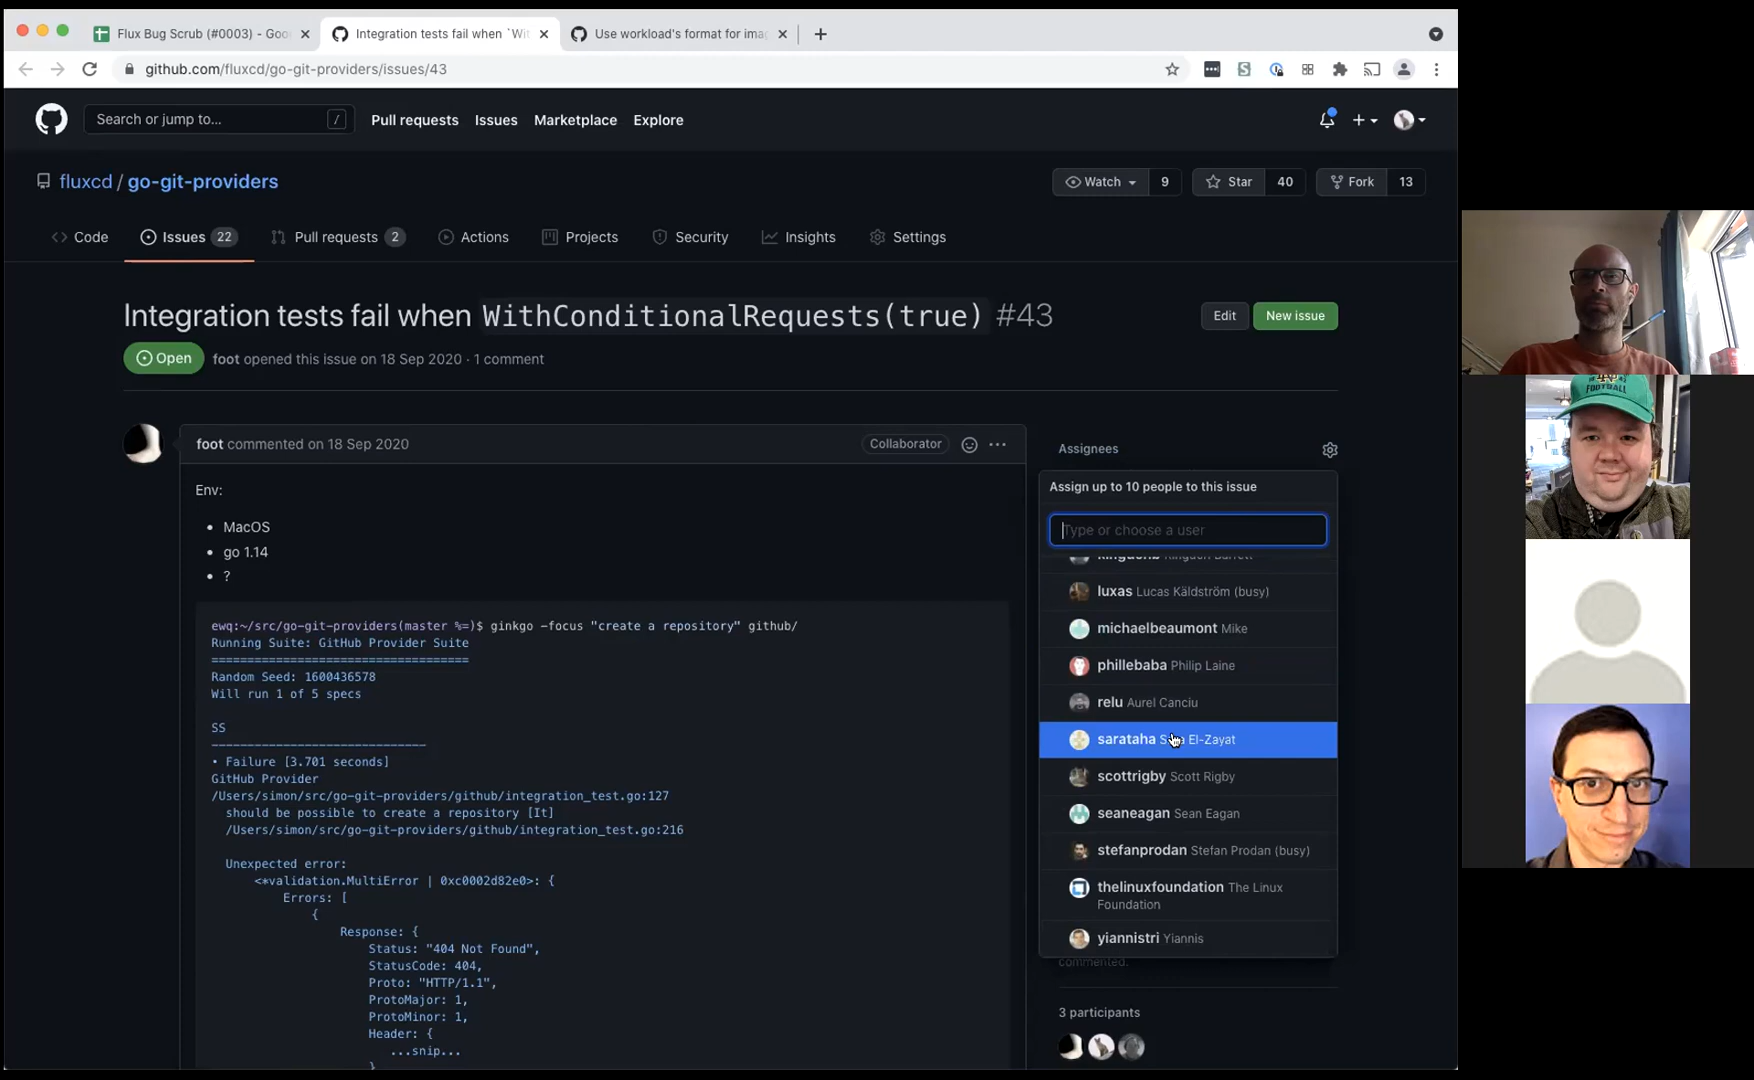 Flux Bug Scrub (#0003) - Goo
Integration tests fail when `Wit
Use workload's format for imag
github.com/fluxcd/go-git-providers/issues/43
Search or jump to...
/
Pull requests
Issues
Marketplace
Explore
fluxcd / go-git-providers
Watch 9
Star 40
Fork 13
Code
Issues 22
Pull requests 2
Actions
Projects
Security
Insights
Settings
Integration tests fail when WithConditionalRequests(true) #43
Edit
New issue
Open
foot opened this issue on 18 Sep 2020 · 1 comment
foot commented on 18 Sep 2020
Collaborator
Env:
• MacOS
• go 1.14
• ?
ewq:~/src/go-git-providers(master %=)$ ginkgo -focus "create a repository" github/
Running Suite: GitHub Provider Suite
====================================
Random Seed: 1600436578
Will run 1 of 5 specs
SS
------------------------------
• Failure [3.701 seconds]
GitHub Provider
/Users/simon/src/go-git-providers/github/integration_test.go:127
should be possible to create a repository [It]
/Users/simon/src/go-git-providers/github/integration_test.go:216
Unexpected error:
<*validation.MultiError | 0xc0002d82e0>: {
Errors: [
{
Response: {
Status: "404 Not Found",
StatusCode: 404,
Proto: "HTTP/1.1",
ProtoMajor: 1,
ProtoMinor: 1,
Header: {
...snip...
}
Assignees
Assign up to 10 people to this issue
Type or choose a user
kingdonb Kingdon Barrett
luxas Lucas Käldström (busy)
michaelbeaumont Mike
phillebaba Philip Laine
relu Aurel Canciu
sarataha El-Zayat
scottrigby Scott Rigby
seaneagan Sean Eagan
stefanprodan Stefan Prodan (busy)
thelinuxfoundation The Linux
Foundation
yiannistri Yiannis
commented.
3 participants
FOOTBALL